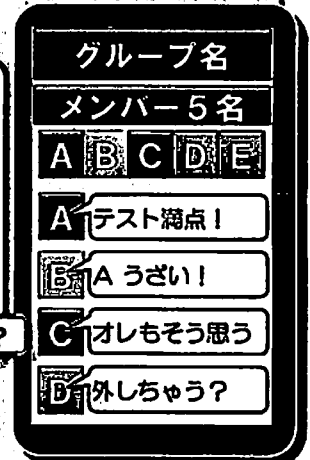 グループ名
メンバー5名
A B C D E
A テスト満点!
B A うざい!
C オレもそう思う
?
D 外しちゃう?